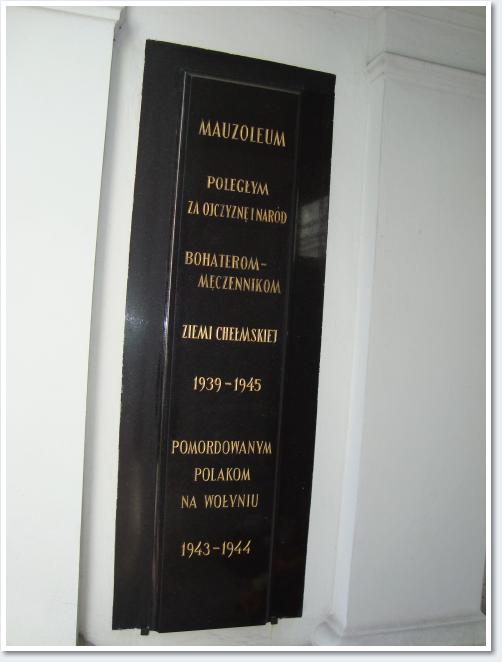 MAUZOLEUM
POLEGŁYM
ZA OJCZYZNĘ I NARÓD
BOHATEROM-
MĘCZENNIKOM
ZIEMI CHEŁMSKIEJ
1939-1945
POMORDOWANYM
POLAKOM
NA WOŁYNIU
1943-1944